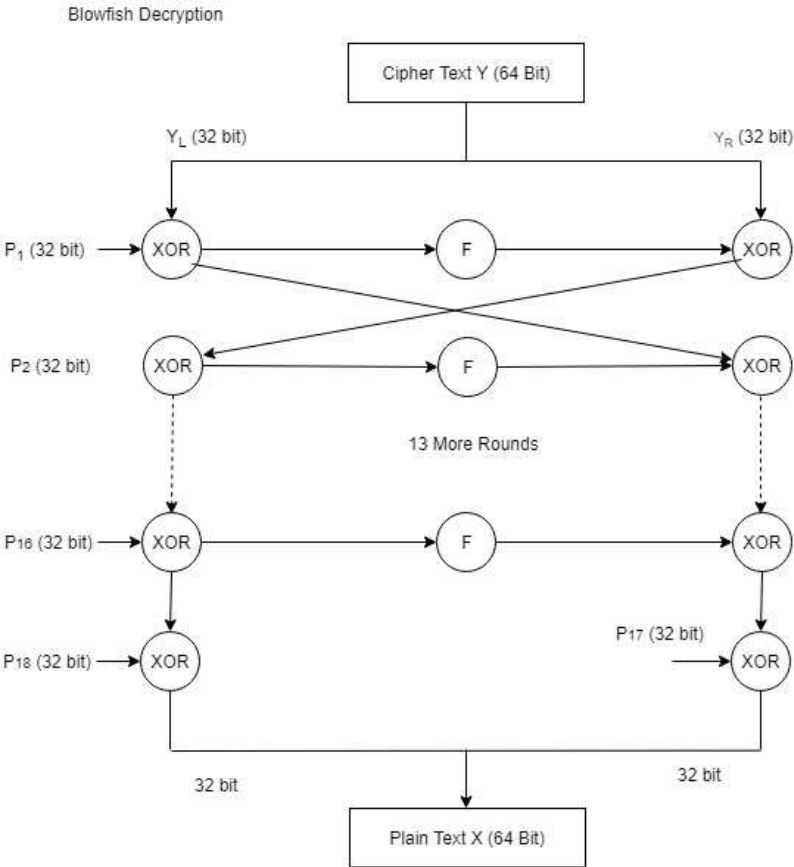 Blowfish Decryption
Cipher Text Y (64 Bit)
YL (32 bit)
YR (32 bit)
P1 (32 bit)
XOR
F
XOR
P2 (32 bit)
XOR
F
XOR
13 More Rounds
P16 (32 bit)
XOR
F
XOR
P18 (32 bit)
XOR
P17 (32 bit)
XOR
32 bit
32 bit
Plain Text X (64 Bit)